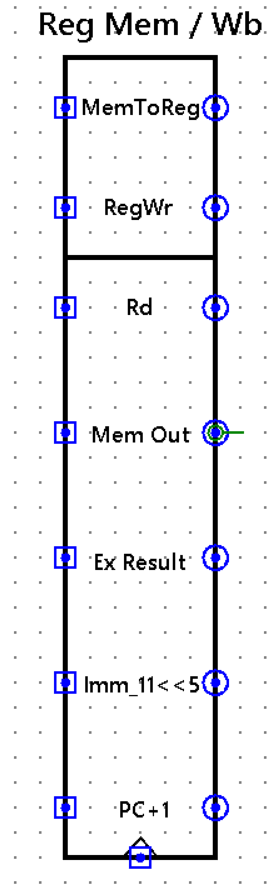 Reg Mem / Wb
MemToReg
RegWr
Rd
Mem Out
Ex Result
Imm_11<<5
PC+1